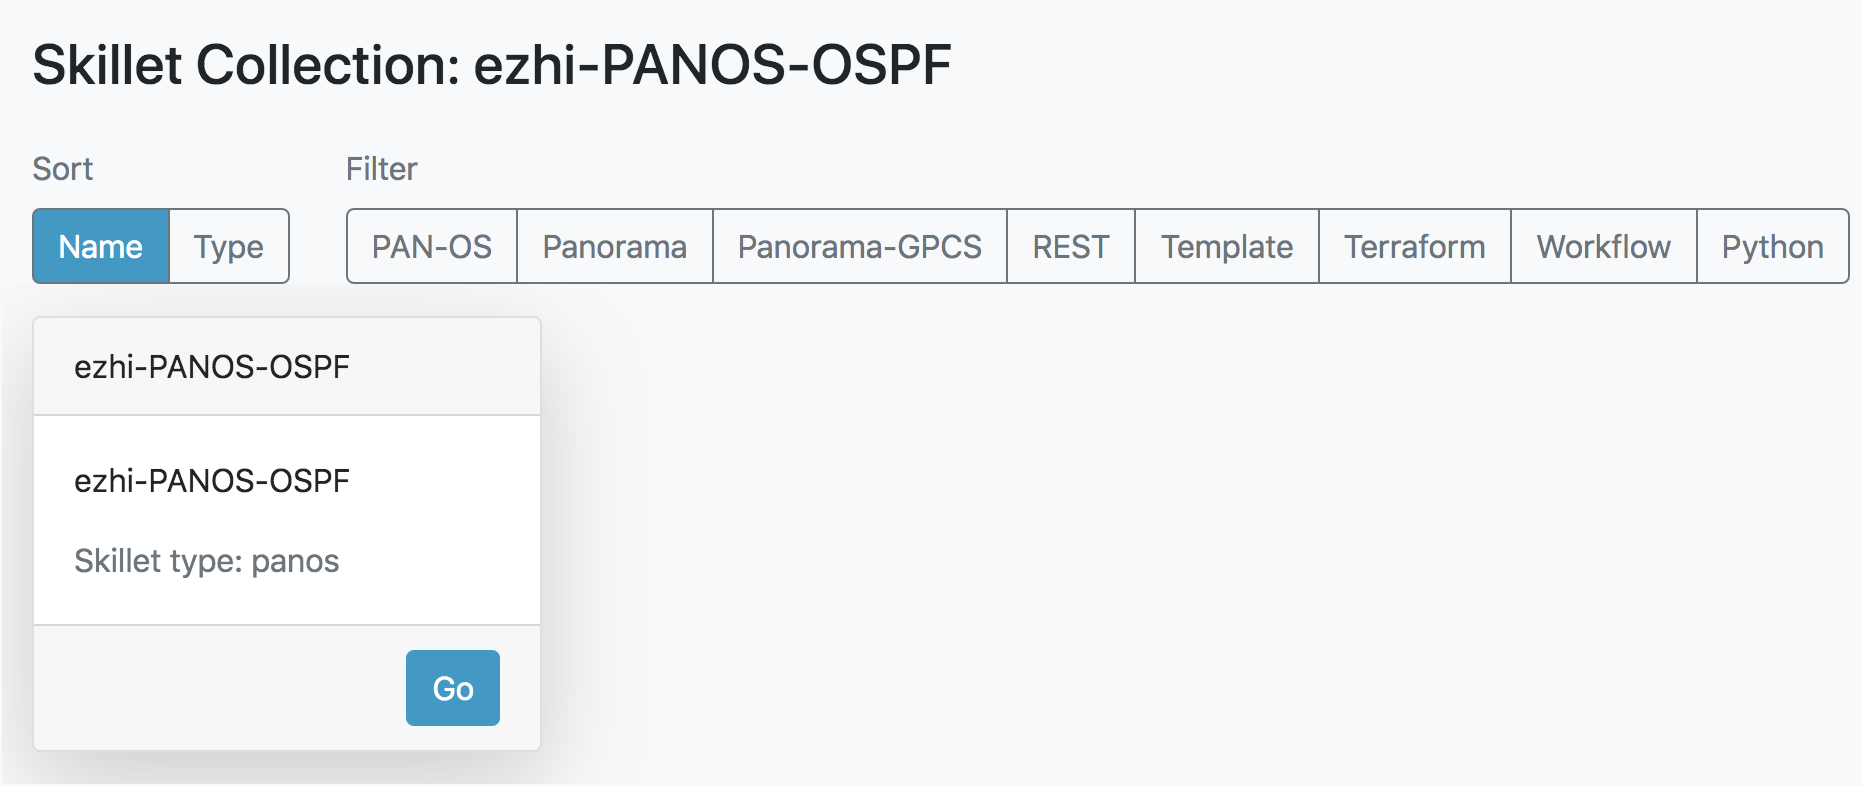 Skillet Collection: ezhi-PANOS-OSPF
Sort Filter
Name Type PAN-OS Panorama Panorama-GPCS REST Template Terraform Workflow Python
ezhi-PANOS-OSPF
ezhi-PANOS-OSPF
Skillet type: panos
Go